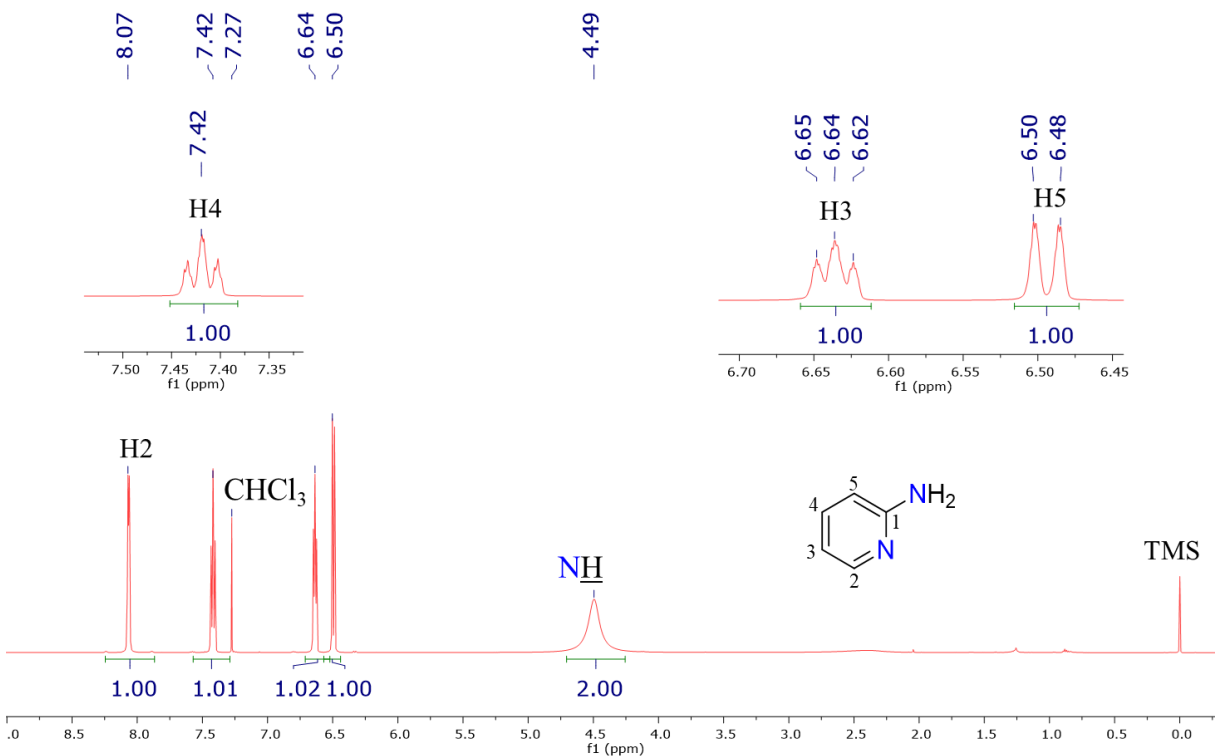 8.07 7.42 7.27 6.64 6.50 4.49
7.42
H4
1.00
7.50 7.45 7.40 7.35
f1 (ppm)
6.65 6.64 6.62 6.50 6.48
H3 H5
1.00 1.00
6.70 6.65 6.60 6.55 6.50 6.45
f1 (ppm)
H2
CHCl3
NH
5 NH2
4 1
3 N
2
TMS
1.00 1.01 1.02 1.00 2.00
.0 8.5 8.0 7.5 7.0 6.5 6.0 5.5 5.0 4.5 4.0 3.5 3.0 2.5 2.0 1.5 1.0 0.5 0.0
f1 (ppm)